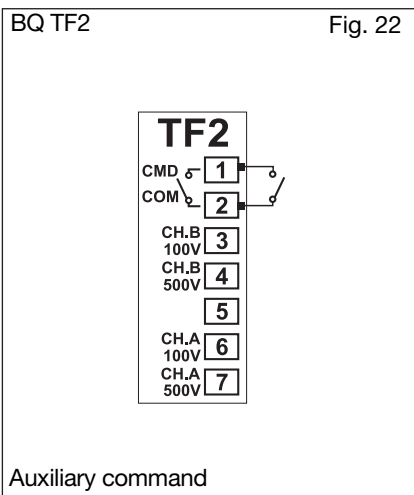 BQ TF2 Fig. 22
TF2
CMD 1
COM 2
CH.B
100V 3
CH.B
500V 4
5
CH.A
100V 6
CH.A
500V 7
Auxiliary command